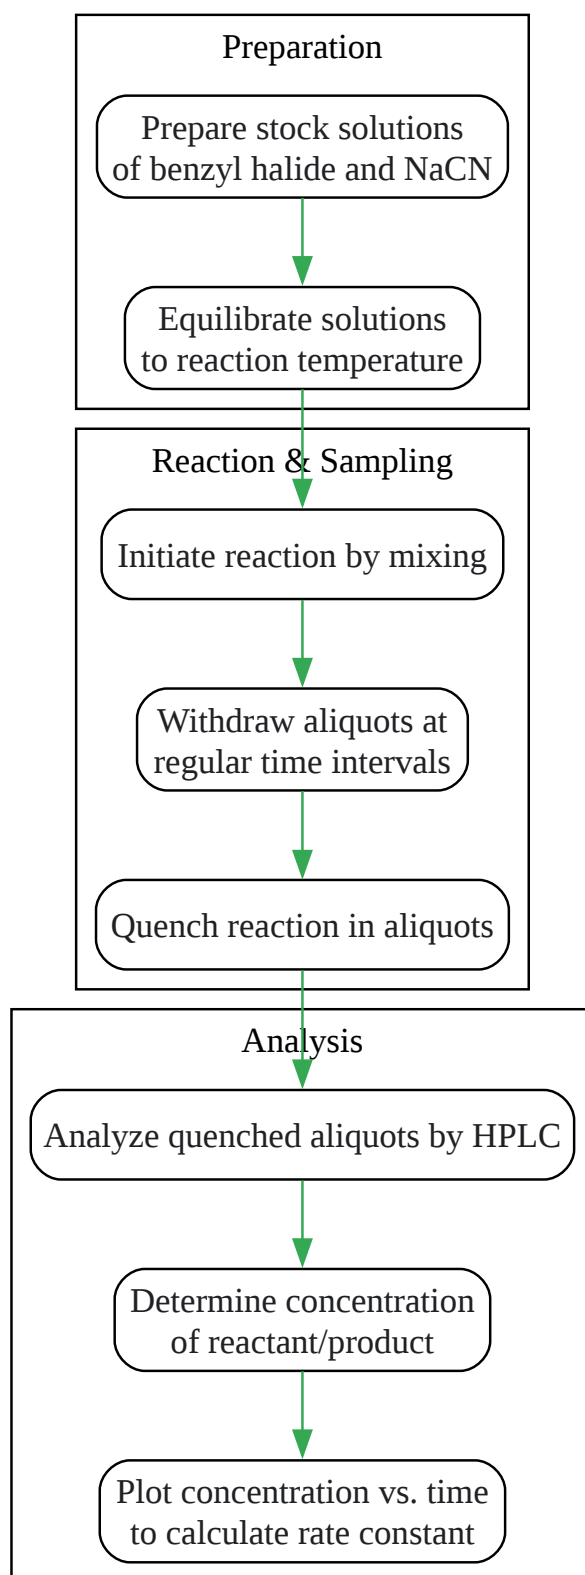 Preparation
Prepare stock solutions
of benzyl halide and NaCN
Equilibrate solutions
to reaction temperature
Reaction & Sampling
Initiate reaction by mixing
Withdraw aliquots at
regular time intervals
Quench reaction in aliquots
Analysis
Analyze quenched aliquots by HPLC
Determine concentration
of reactant/product
Plot concentration vs. time
to calculate rate constant